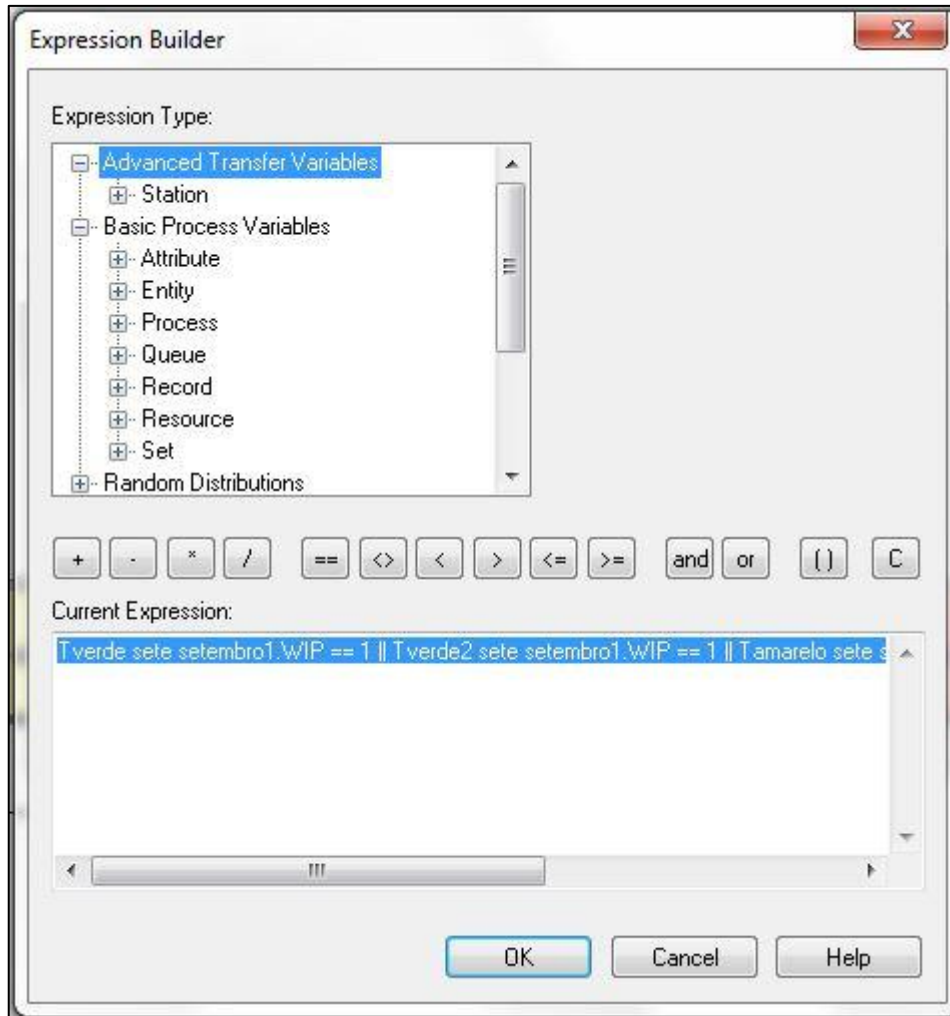 Expression Builder
Expression Type:
Advanced Transfer Variables
Station
Basic Process Variables
Attribute
Entity
Process
Queue
Record
Resource
Set
Random Distributions
+ - * / == <> < > <= >= and or ( ) C
Current Expression:
Tverde sete setembro1.WIP == 1 || Tverde2 sete setembro1.WIP == 1 || Tamarelo sete s
OK Cancel Help